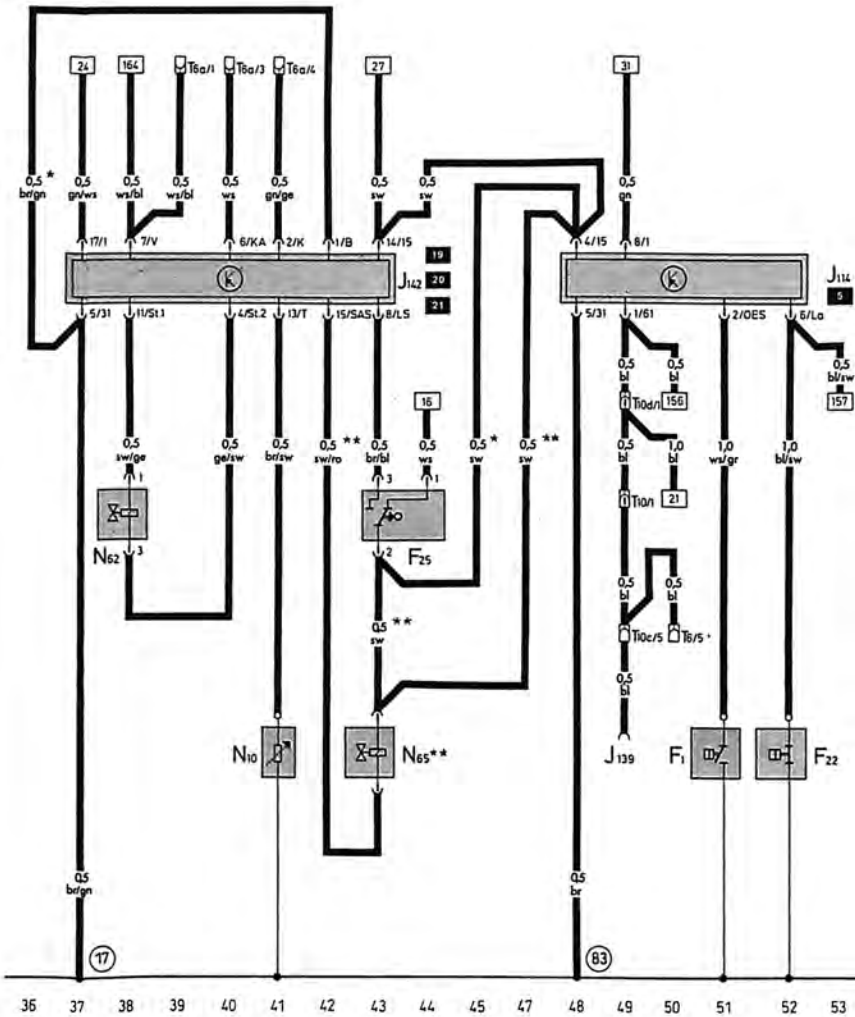 24 164 T6a/1 T6a/3 T6a/4 27 31
0,5 br/gn *
0,5 gn/ws
0,5 ws/bl
0,5 ws/bl
0,5 ws
0,5 gn/ge
0,5 sw
0,5 sw
0,5 gn
17/1 7/V 6/KA 2/K 1/B 14/15 4/15 8/1
19
K J142 20 K J114
21 5
5/31 11/St.1 4/St.2 13/T 15/SAS 8/LS 5/31 1/61 2/OES 6/La
0,5 bl
0,5 bl
0,5 bl/sw
T10d/1 156 157
16
0,5 sw/ge
0,5 ge/sw
0,5 br/sw
0,5 sw/ro **
0,5 br/bl
0,5 ws
0,5 sw *
0,5 sw **
0,5 bl
1,0 bl
1,0 ws/gr
1,0 bl/sw
1 3 1
T10/1 21
N62 3 2 F25
0,5 bl
0,5 bl
0,5 sw **
T10c/5 T6/5
0,5 bl
N10 N65** J139 F1 F22
0,5 br/gn
0,5 br
17 83
36 37 38 39 40 41 42 43 44 45 46 47 48 49 50 51 52 53